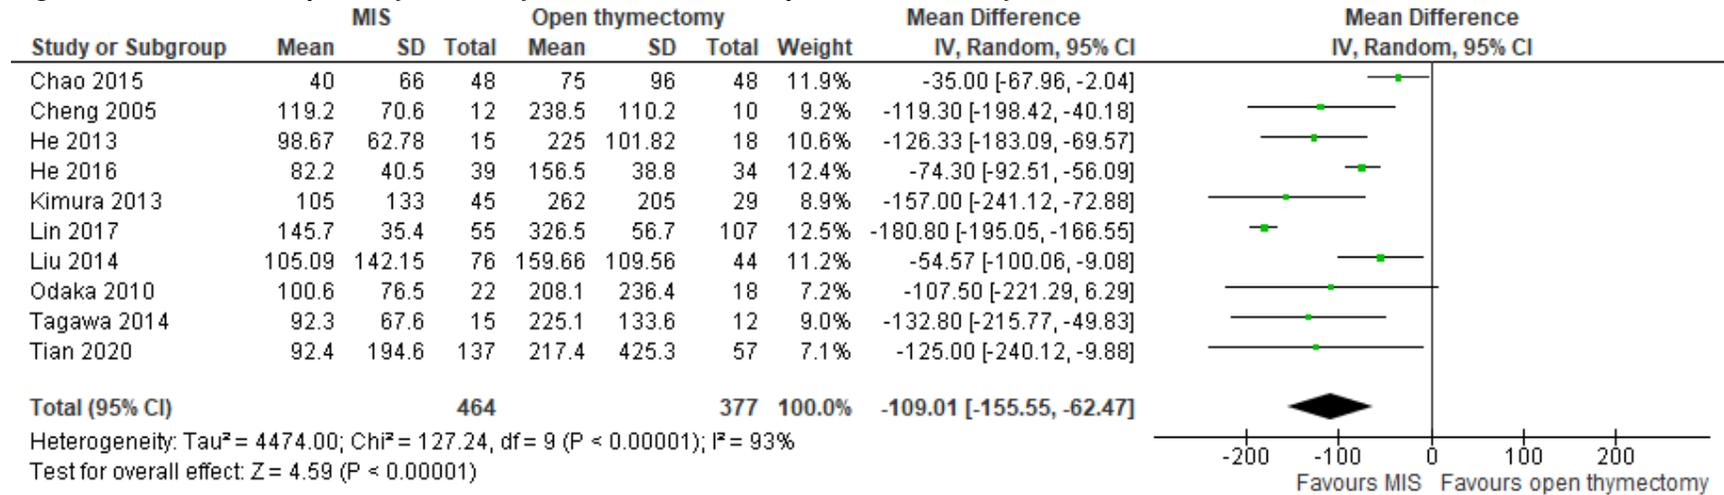 MIS Open thymectomy Mean Difference Mean Difference
Study or Subgroup Mean SD Total Mean SD Total Weight IV, Random, 95% CI IV, Random, 95% CI
Chao 2015 40 66 48 75 96 48 11.9% -35.00 [-67.96, -2.04]
Cheng 2005 119.2 70.6 12 238.5 110.2 10 9.2% -119.30 [-198.42, -40.18]
He 2013 98.67 62.78 15 225 101.82 18 10.6% -126.33 [-183.09, -69.57]
He 2016 82.2 40.5 39 156.5 38.8 34 12.4% -74.30 [-92.51, -56.09]
Kimura 2013 105 133 45 262 205 29 8.9% -157.00 [-241.12, -72.88]
Lin 2017 145.7 35.4 55 326.5 56.7 107 12.5% -180.80 [-195.05, -166.55]
Liu 2014 105.09 142.15 76 159.66 109.56 44 11.2% -54.57 [-100.06, -9.08]
Odaka 2010 100.6 76.5 22 208.1 236.4 18 7.2% -107.50 [-221.29, 6.29]
Tagawa 2014 92.3 67.6 15 225.1 133.6 12 9.0% -132.80 [-215.77, -49.83]
Tian 2020 92.4 194.6 137 217.4 425.3 57 7.1% -125.00 [-240.12, -9.88]
Total (95% CI) 464 377 100.0% -109.01 [-155.55, -62.47]
Heterogeneity: Tau² = 4474.00; Chi² = 127.24, df = 9 (P < 0.00001); I² = 93%
Test for overall effect: Z = 4.59 (P < 0.00001)
-200 -100 0 100 200
Favours MIS Favours open thymectomy